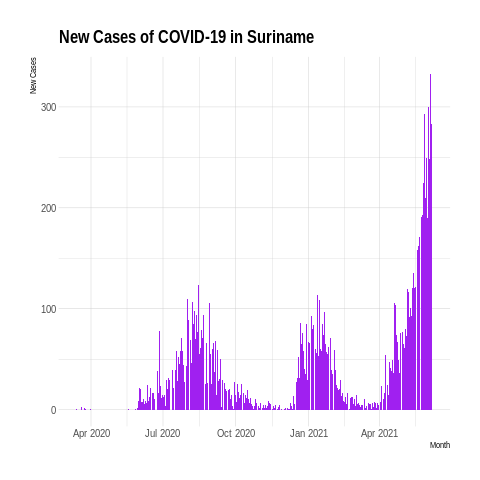 New Cases of COVID-19 in Suriname
New Cases
300
200
100
0
Apr 2020 Jul 2020 Oct 2020 Jan 2021 Apr 2021
Month